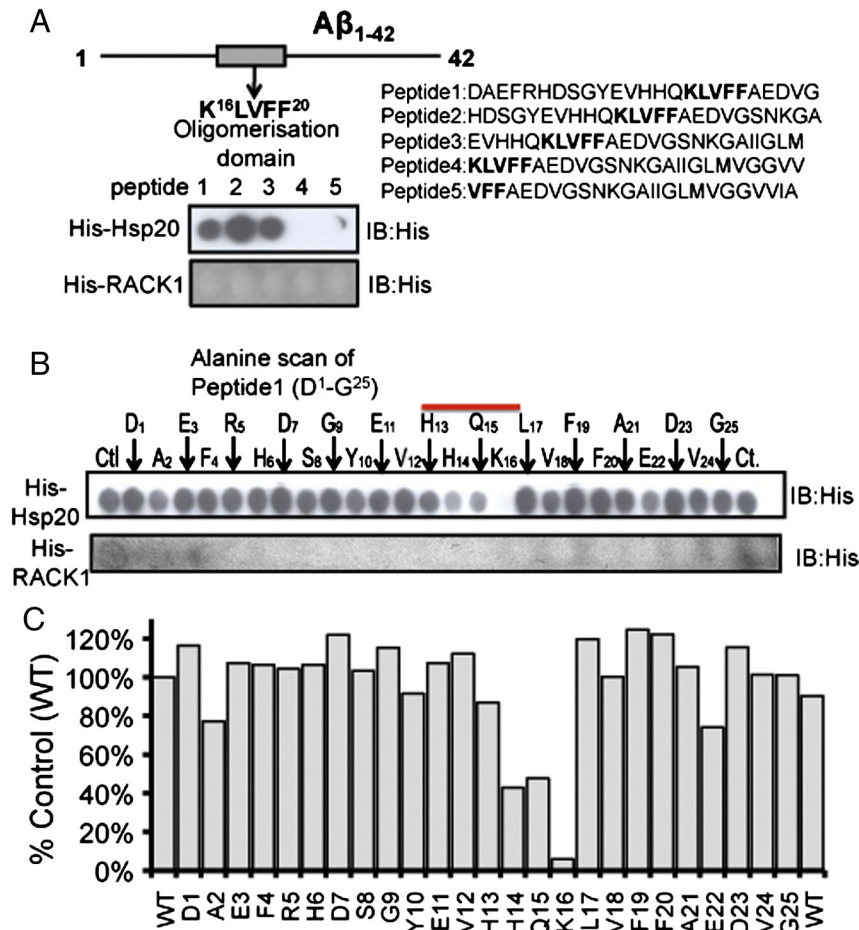 A
Aβ1-42
1
42
K16LVFF20
Oligomerisation
domain
Peptide1:DAEFRHDSGYEVHHQKLVFFAEDVG
Peptide2:HDSGYEVHHQKLVFFAEDVGSNKGA
Peptide3:EVHHQKLVFFAEDVGSNKGAIIGLM
Peptide4:KLVFFAEDVGSNKGAIIGLMVGGVV
Peptide5:VFFAEDVGSNKGAIIGLMVGGVVIA
peptide 1 2 3 4 5
His-Hsp20 IB:His
His-RACK1 IB:His
B
Alanine scan of
Peptide1 (D1-G25)
D1 E3 R5 D7 G9 E11 H13 Q15 L17 F19 A21 D23 G25
Ctl A2 F4 H6 S8 Y10 V12 H14 K16 V18 F20 E22 V24 Ct.
His-
Hsp20
IB:His
His-
RACK1
IB:His
C
% Control (WT)
120%
100%
80%
60%
40%
20%
0%
WT D1 A2 E3 F4 R5 H6 D7 S8 G9 Y10 E11 V12 H13 H14 Q15 K16 L17 V18 F19 F20 A21 E22 D23 V24 G25 WT